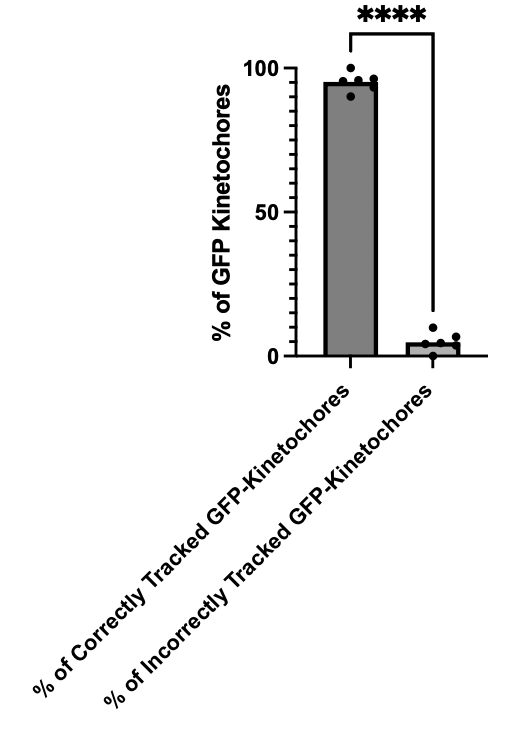 ****
100
50
0
% of GFP Kinetochores
% of Correctly Tracked GFP-Kinetochores
% of Incorrectly Tracked GFP-Kinetochores